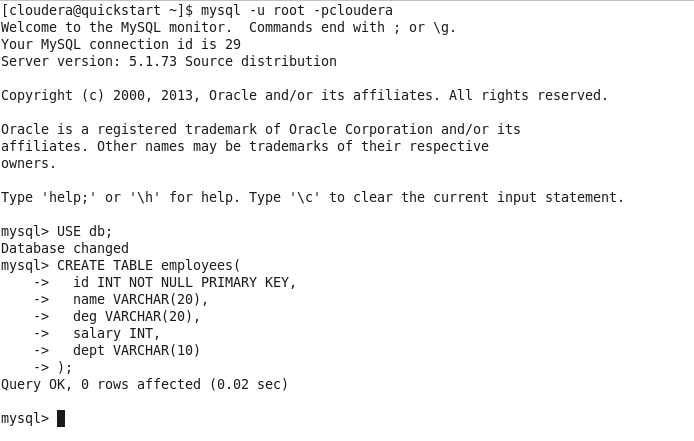 [cloudera@quickstart ~]$ mysql -u root -pcloudera
Welcome to the MySQL monitor.  Commands end with ; or \g.
Your MySQL connection id is 29
Server version: 5.1.73 Source distribution

Copyright (c) 2000, 2013, Oracle and/or its affiliates. All rights reserved.

Oracle is a registered trademark of Oracle Corporation and/or its
affiliates. Other names may be trademarks of their respective
owners.

Type 'help;' or '\h' for help. Type '\c' to clear the current input statement.

mysql> USE db;
Database changed
mysql> CREATE TABLE employees(
    ->   id INT NOT NULL PRIMARY KEY,
    ->   name VARCHAR(20),
    ->   deg VARCHAR(20),
    ->   salary INT,
    ->   dept VARCHAR(10)
    -> );
Query OK, 0 rows affected (0.02 sec)

mysql>